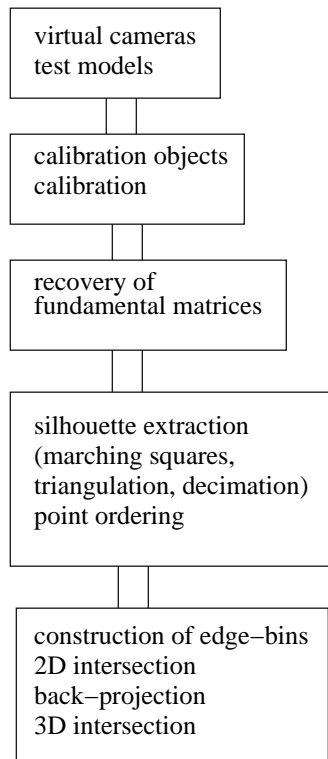 virtual cameras
test models
calibration objects
calibration
recovery of
fundamental matrices
silhouette extraction
(marching squares,
triangulation, decimation)
point ordering
construction of edge−bins
2D intersection
back−projection
3D intersection